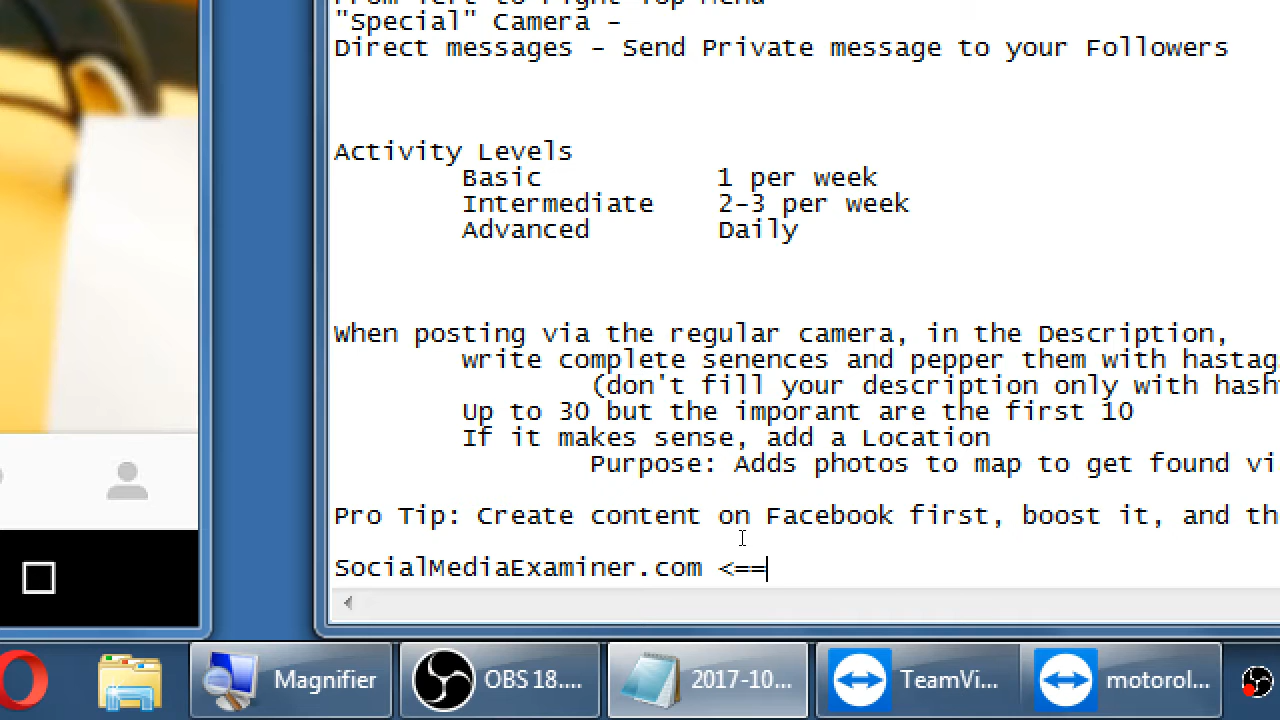 "Special" Camera –
Direct messages – Send Private message to your Followers
Activity Levels
Basic 1 per week
Intermediate 2-3 per week
Advanced Daily
When posting via the regular camera, in the Description,
write complete senences and pepper them with hastag
(don't fill your description only with hash
Up to 30 but the imporant are the first 10
If it makes sense, add a Location
Purpose: Adds photos to map to get found vi
Pro Tip: Create content on Facebook first, boost it, and th
SocialMediaExaminer.com <==
Magnifier
OBS 18....
2017-10...
TeamVi...
motorol...